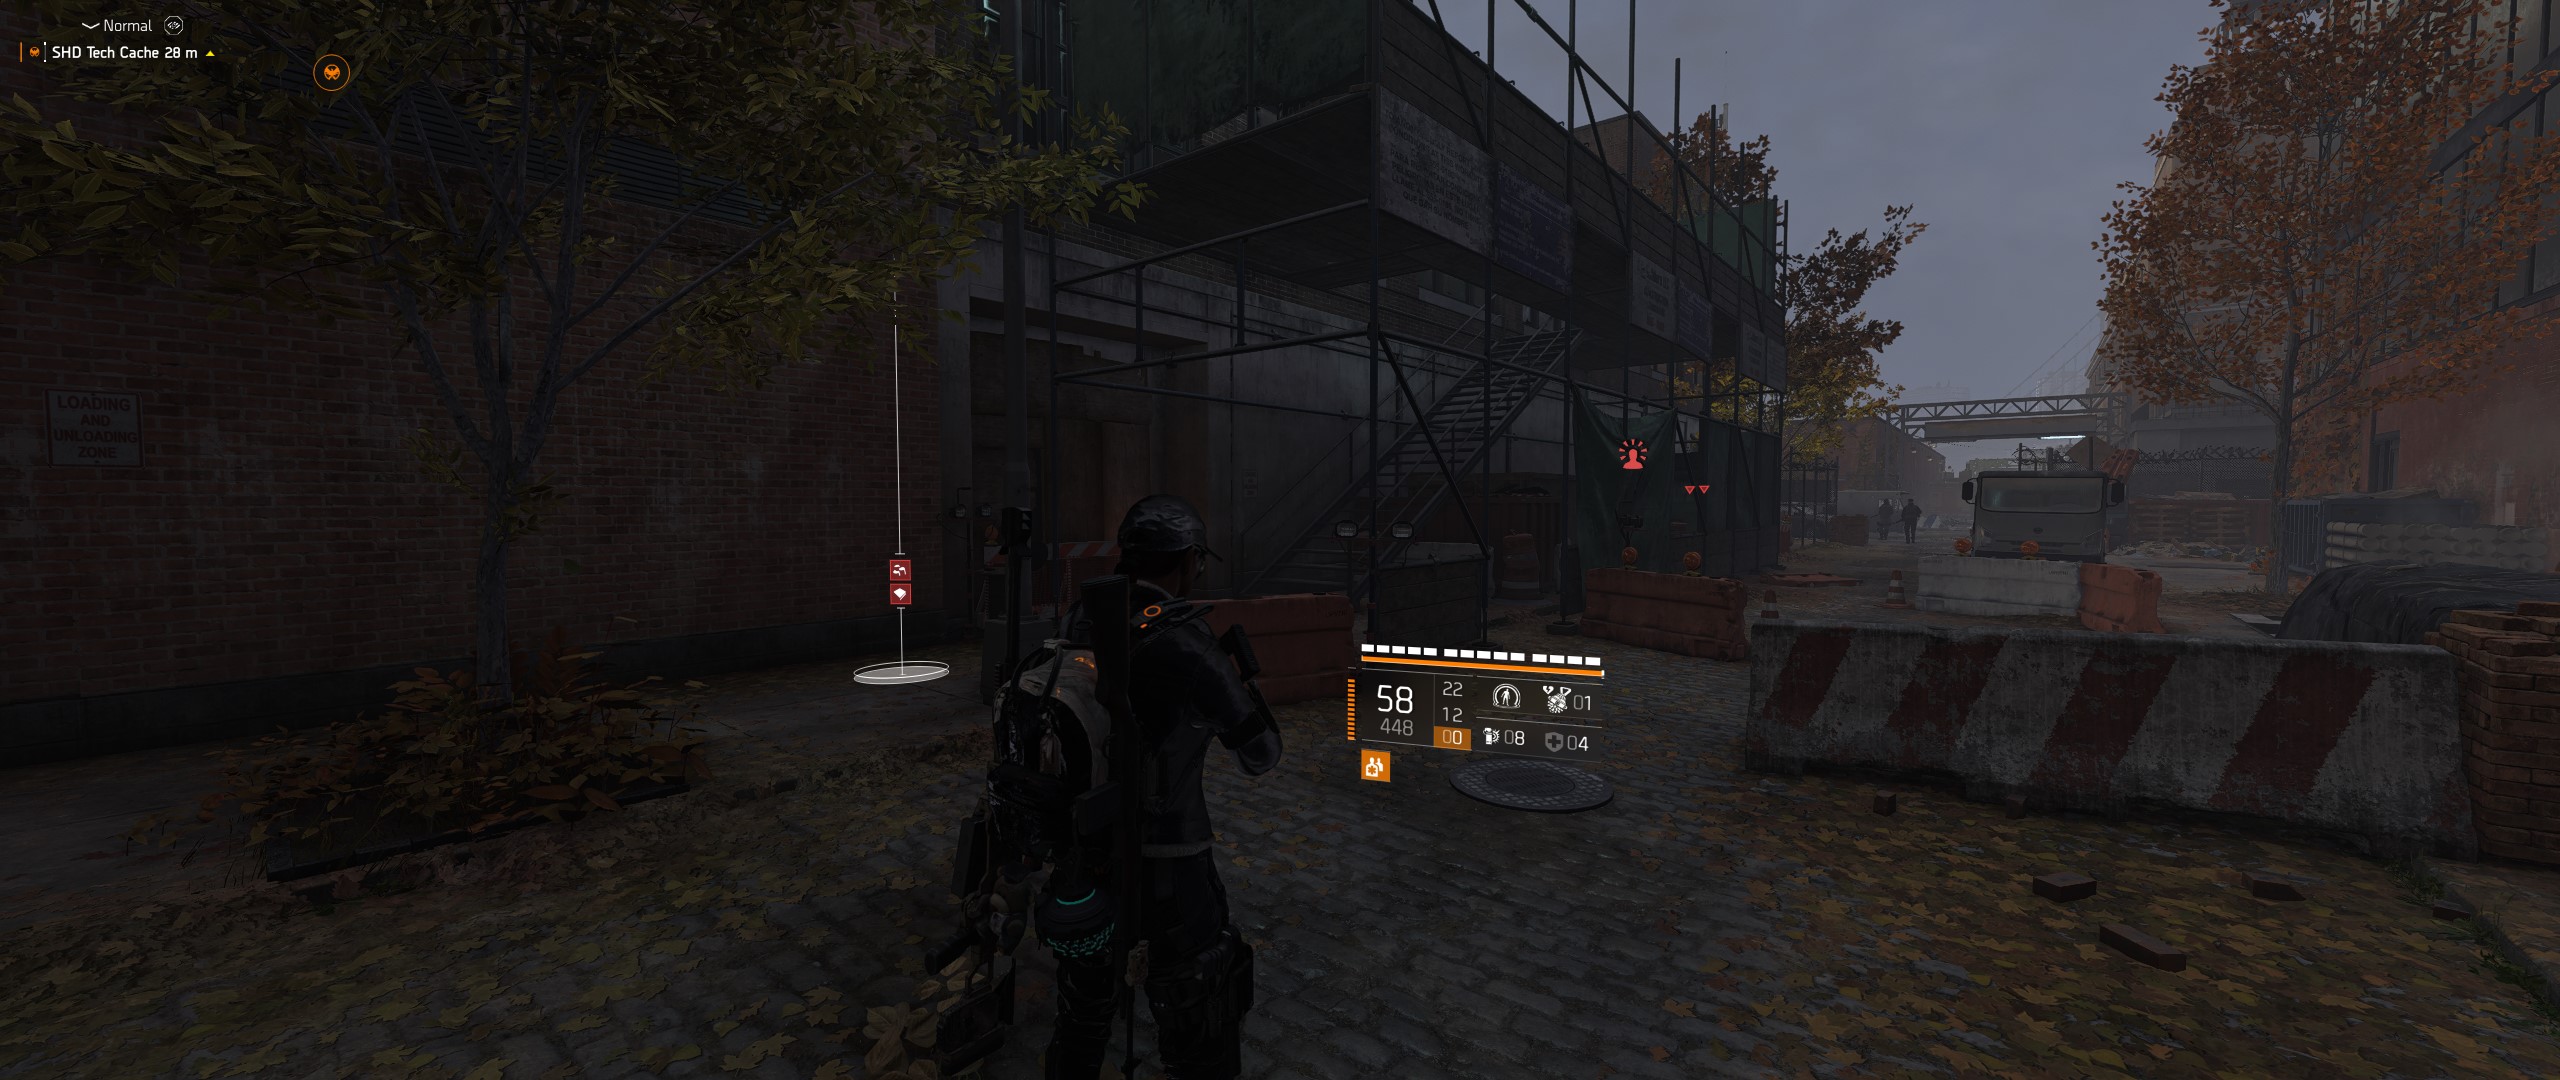 Normal
SHD Tech Cache 28 m
LOADING
AND
UNLOADING
ZONE
58
448
22
12
00
01
08
04